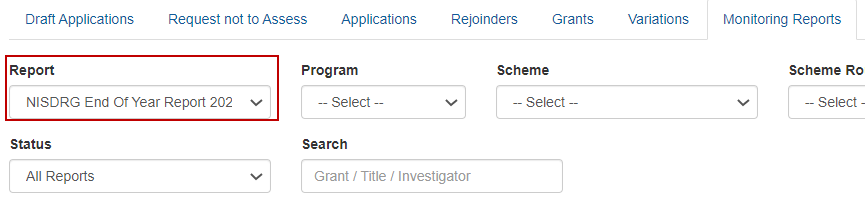 Draft Applications Request not to Assess Applications Rejoinders Grants Variations Monitoring Reports
Report Program Scheme Scheme Ro
NISDRG End Of Year Report 202 -- Select -- -- Select -- -- Select
Status Search
All Reports Grant / Title / Investigator